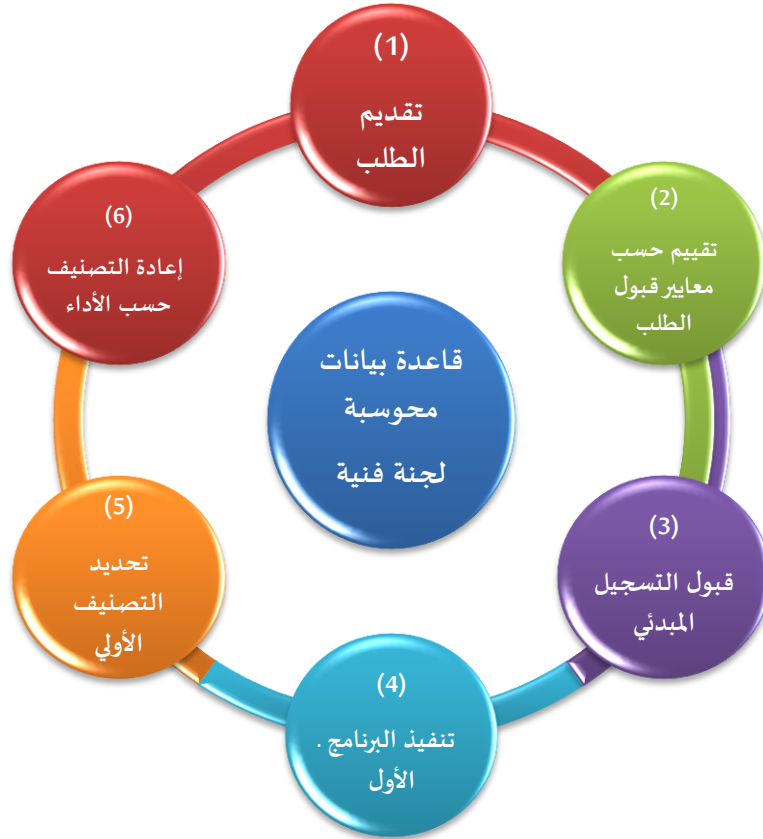 (1)
تقديم
الطلب
(2)
تقييم حسب
معايير قبول
الطلب
(3)
قبول التسجيل
المبدئي
(4)
تنفيذ البرنامج .
الأول
(5)
تحديد
التصنيف
الأولي
(6)
إعادة التصنيف
حسب الأداء
قاعدة بيانات
محوسبة
لجنة فنية